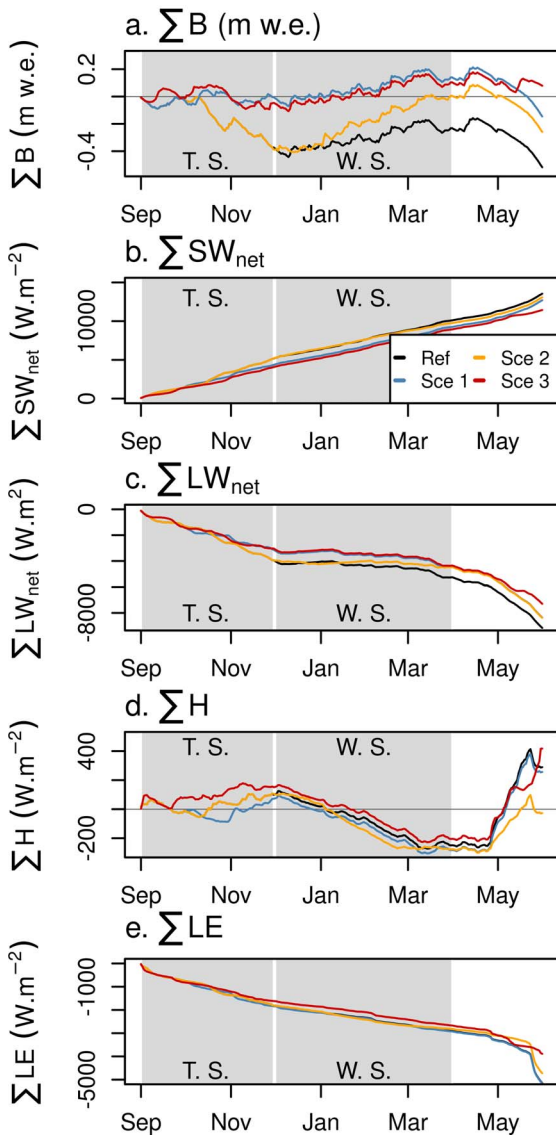 a. ∑ B (m w.e.)
∑ B (m w.e.)
0.2
-0.4
T. S. W. S.
Sep Nov Jan Mar May
b. ∑ SWnet
∑ SWnet (W.m−2)
10000
0
T. S. W. S.
Ref Sce 2
Sce 1 Sce 3
Sep Nov Jan Mar May
c. ∑ LWnet
∑ LWnet (W.m2)
0
-8000
T. S. W. S.
Sep Nov Jan Mar May
d. ∑ H
∑ H (W.m−2)
400
-200
T. S. W. S.
Sep Nov Jan Mar May
e. ∑ LE
∑ LE (W.m−2)
-1000
-5000
T. S. W. S.
Sep Nov Jan Mar May